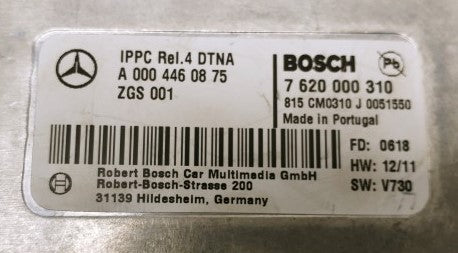 IPPC Rel.4 DTNA
A 000 446 08 75
ZGS 001
BOSCH
Pb
7 620 000 310
815 CM0310 J 0051550
Made in Portugal
FD: 0618
HW: 12/11
SW: V730
Robert Bosch Car Multimedia GmbH
Robert-Bosch-Strasse 200
31139 Hildesheim, Germany